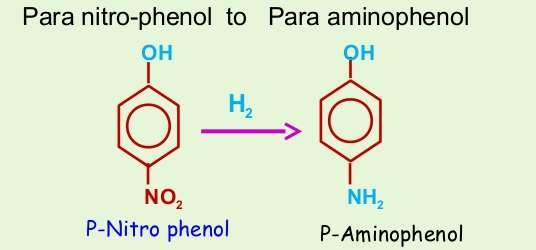 Para nitro-phenol to Para aminophenol
OH
OH
H₂
NO₂
NH₂
P-Nitro phenol
P-Aminophenol